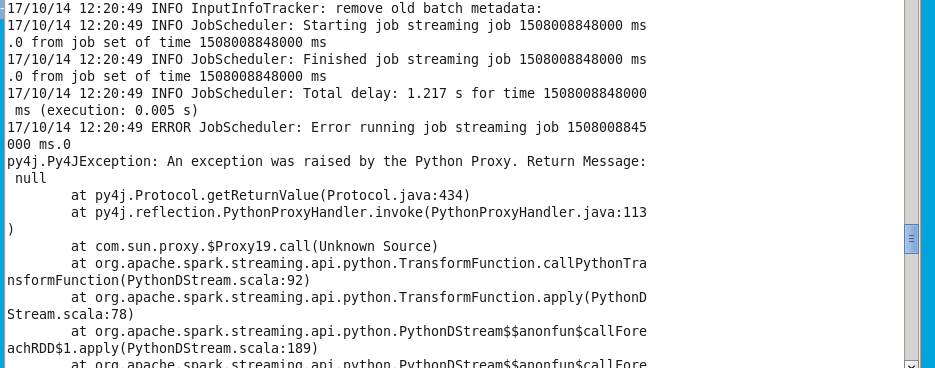 17/10/14 12:20:49 INFO InputInfoTracker: remove old batch metadata:
17/10/14 12:20:49 INFO JobScheduler: Starting job streaming job 1508008848000 ms
.0 from job set of time 1508008848000 ms
17/10/14 12:20:49 INFO JobScheduler: Finished job streaming job 1508008848000 ms
.0 from job set of time 1508008848000 ms
17/10/14 12:20:49 INFO JobScheduler: Total delay: 1.217 s for time 1508008848000
 ms (execution: 0.005 s)
17/10/14 12:20:49 ERROR JobScheduler: Error running job streaming job 1508008845
000 ms.0
py4j.Py4JException: An exception was raised by the Python Proxy. Return Message:
 null
        at py4j.Protocol.getReturnValue(Protocol.java:434)
        at py4j.reflection.PythonProxyHandler.invoke(PythonProxyHandler.java:113
)
        at com.sun.proxy.$Proxy19.call(Unknown Source)
        at org.apache.spark.streaming.api.python.TransformFunction.callPythonTra
nsformFunction(PythonDStream.scala:92)
        at org.apache.spark.streaming.api.python.TransformFunction.apply(PythonD
Stream.scala:78)
        at org.apache.spark.streaming.api.python.PythonDStream$$anonfun$callFore
achRDD$1.apply(PythonDStream.scala:189)
        at org.apache.spark.streaming.api.python.PythonDStream$$anonfun$callFore